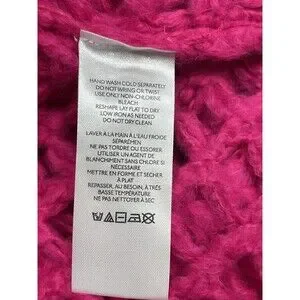 HAND WASH COLD SEPARATELY
DO NOT WRING OR TWIST
USE ONLY NON-CHLORINE
BLEACH
RESHAPE LAY FLAT TO DRY
LOW IRON AS NEEDED
DO NOT DRY CLEAN
LAVER À LA MAIN À L'EAU FROIDE
SÉPARÉMEN
NE PAS TORDRE OU ESSORER
UTILISER UN AGENT DE
BLANCHIMENT SANS CHLORE SI
NÉCESSAIRE
METTRE EN FORME ET SÉCHER
À PLAT
REPASSER, AU BESOIN, À TRÈS
BASSE TEMPÉRATURE
NE PAS NETTOYER À SEC